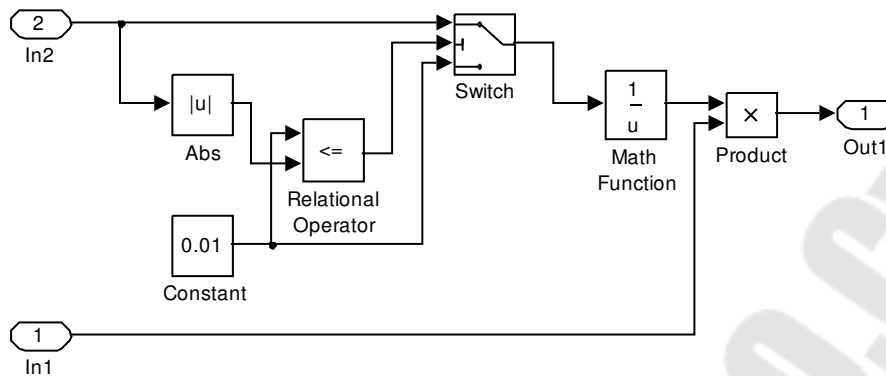 2
In2
|u|
Abs
<=
Relational
Operator
0.01
Constant
Switch
1
u
Math
Function
×
Product
1
Out1
1
In1